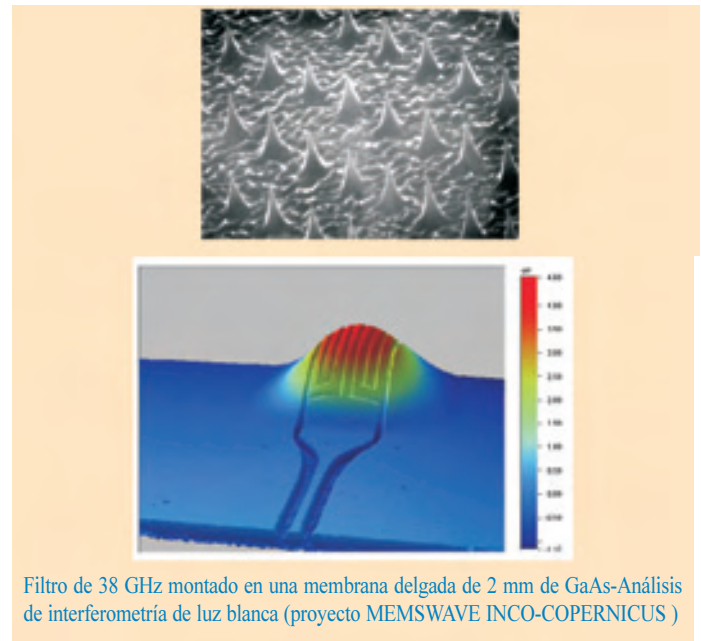 Filtro de 38 GHz montado en una membrana delgada de 2 mm de GaAs-Análisis
de interferometría de luz blanca (proyecto MEMSWAVE INCO-COPERNICUS )